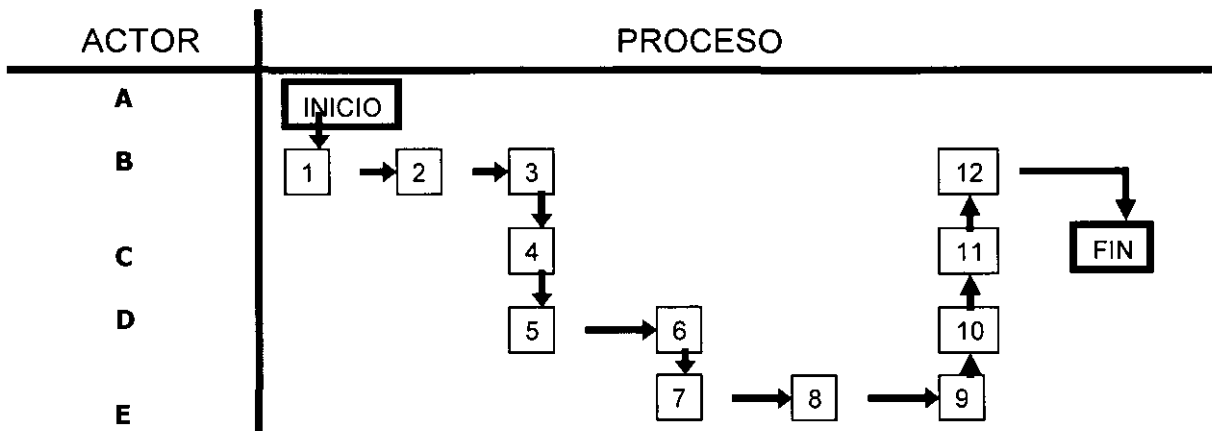 ACTOR PROCESO
A INICIO
B 1 2 3 12
C 4 11 FIN
D 5 6 10
E 7 8 9